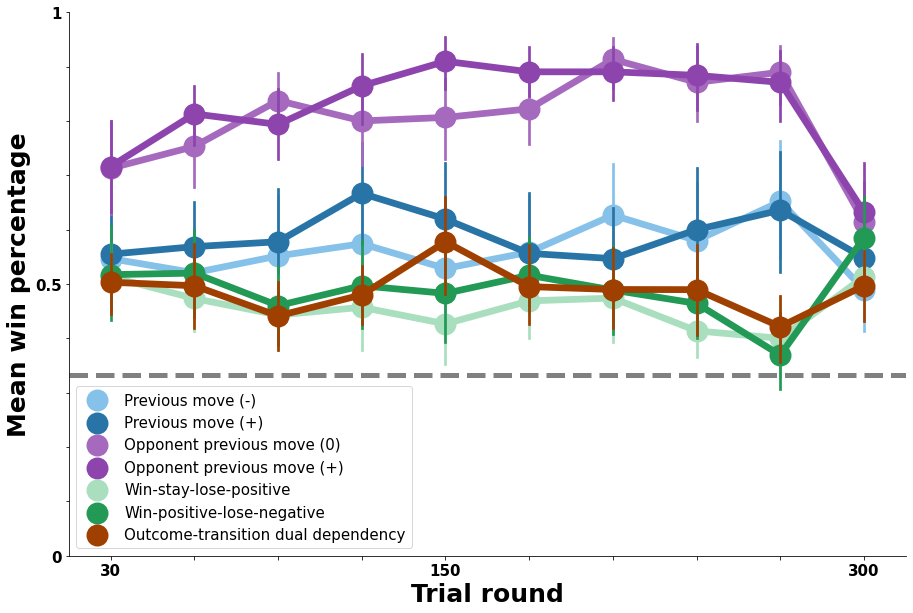 1
0.5
0
Mean win percentage
Previous move (-)
Previous move (+)
Opponent previous move (0)
Opponent previous move (+)
Win-stay-lose-positive
Win-positive-lose-negative
Outcome-transition dual dependency
30 150 300
Trial round